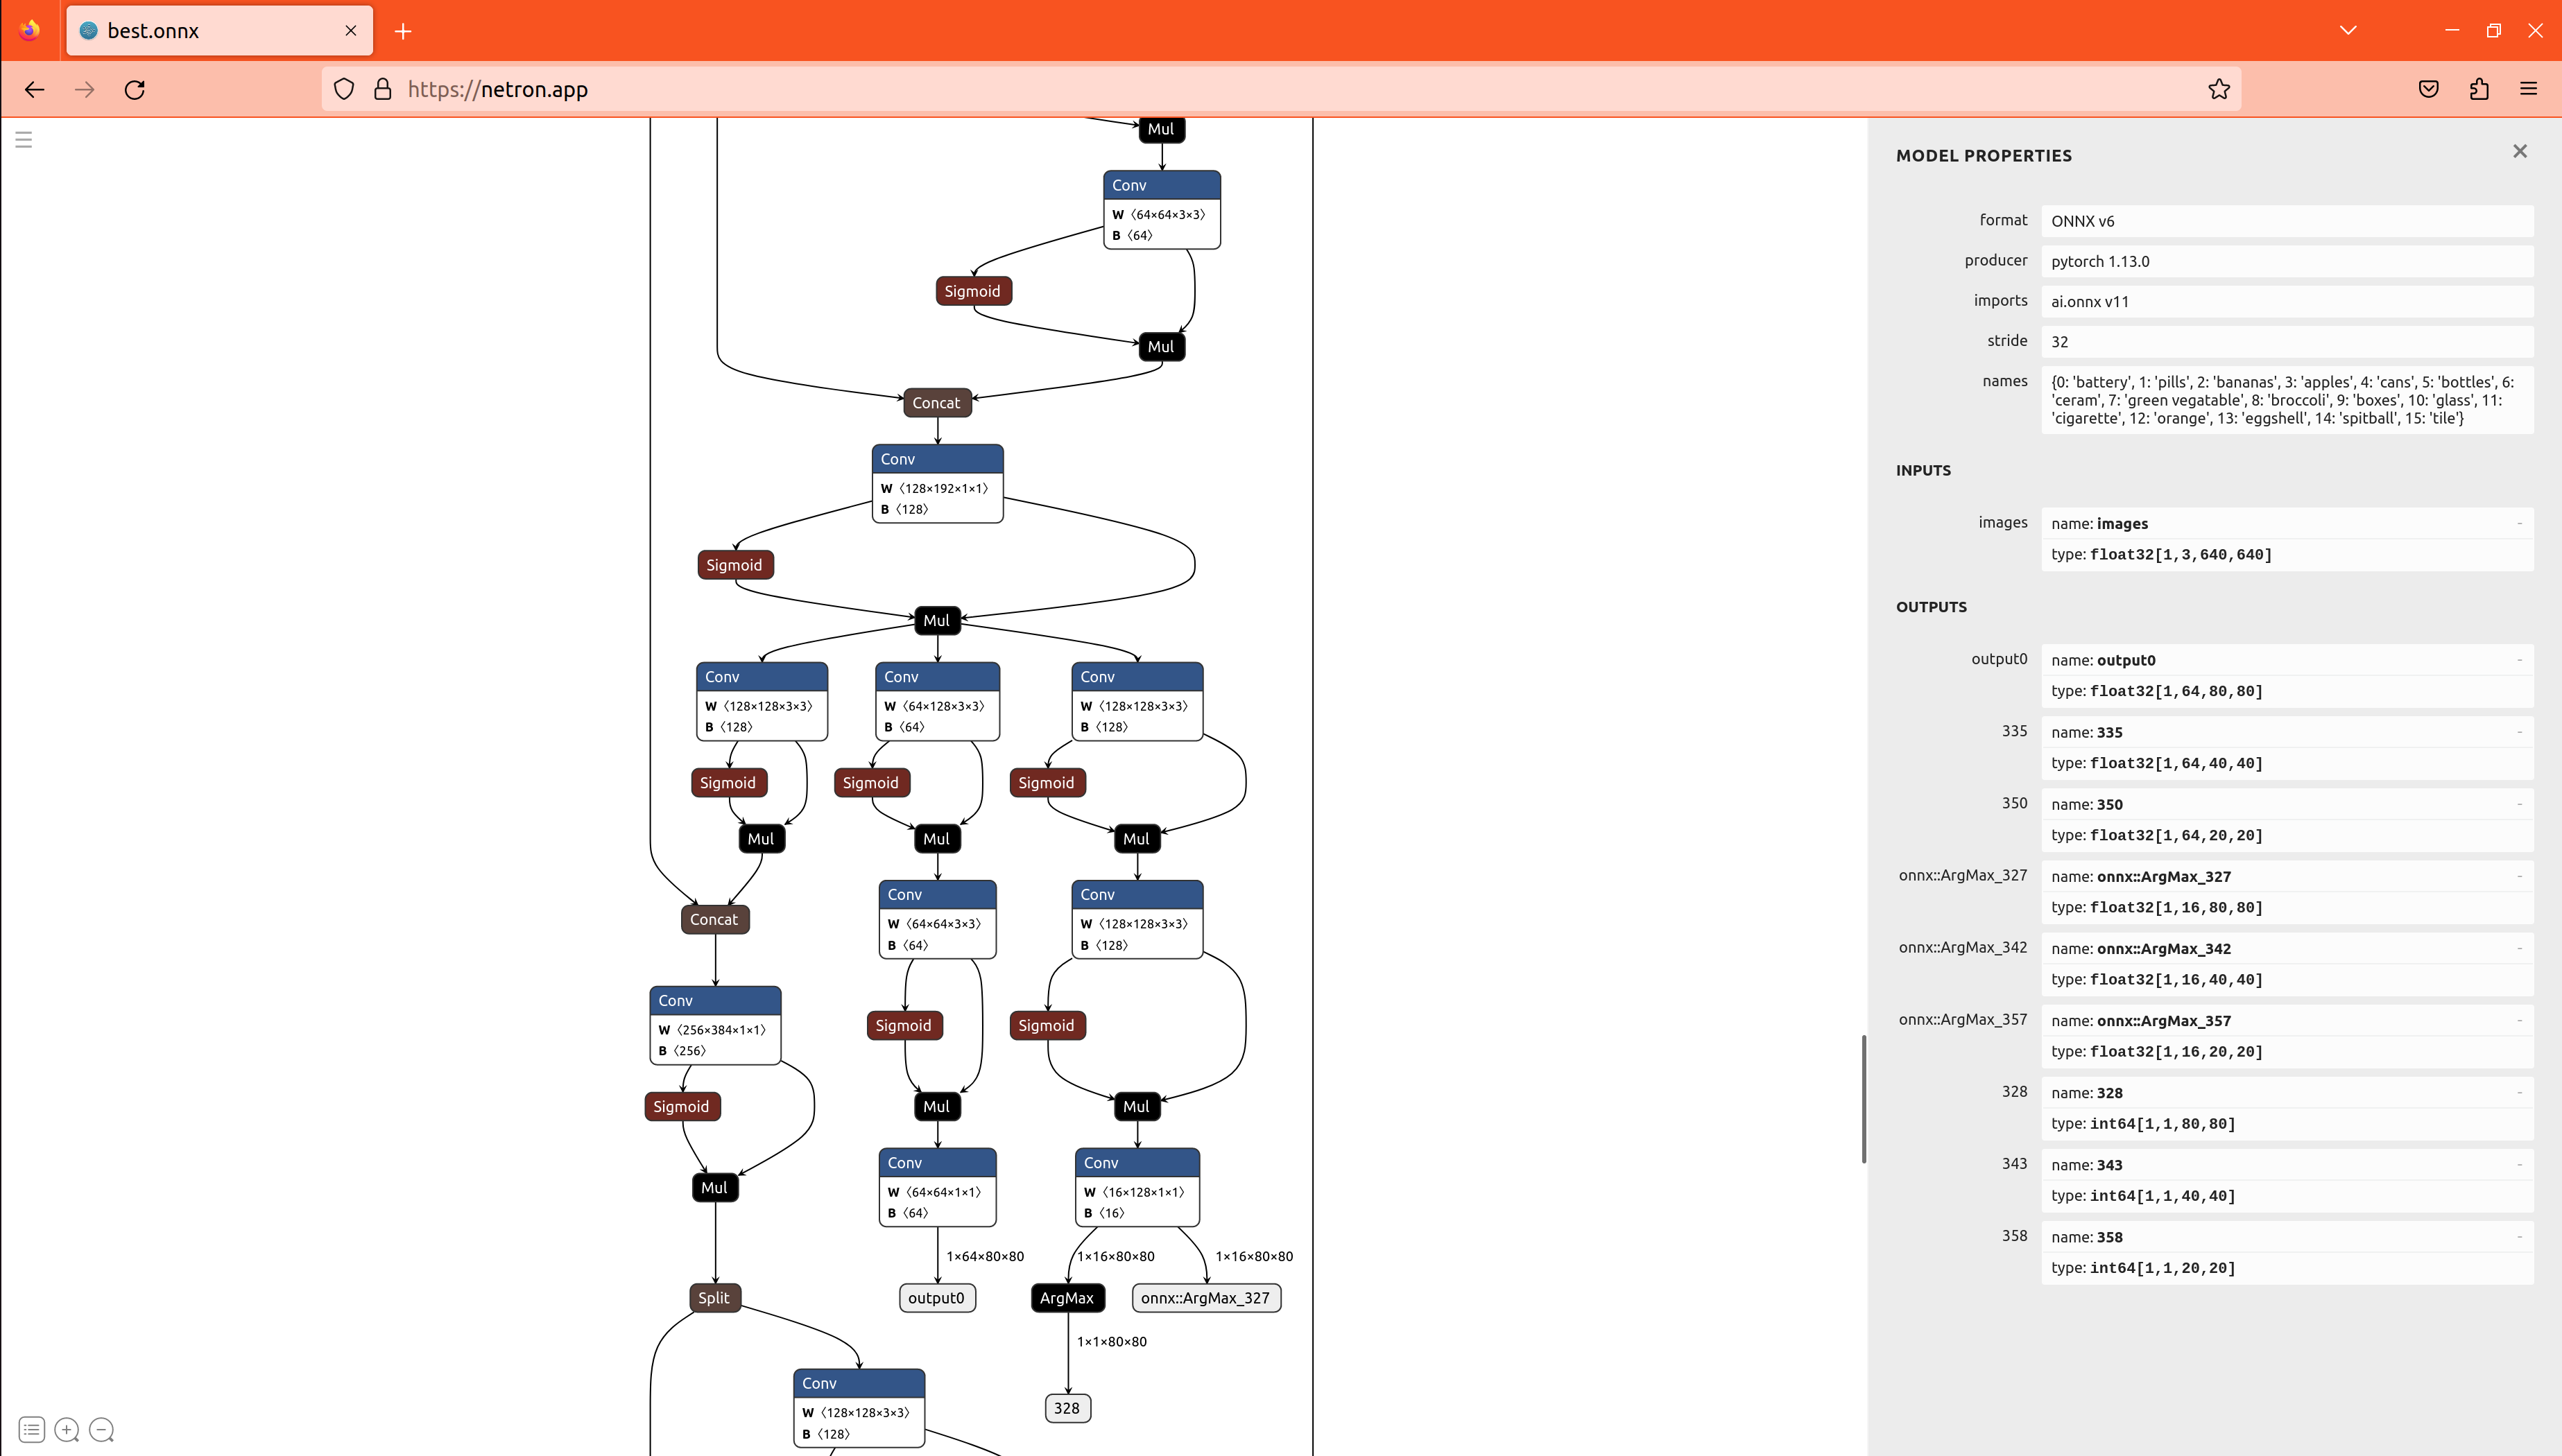 best.onnx
https://netron.app
Mul
Conv
W ⟨64×64×3×3⟩
B ⟨64⟩
Sigmoid
Mul
Concat
Conv
W ⟨128×192×1×1⟩
B ⟨128⟩
Sigmoid
Mul
Conv
W ⟨128×128×3×3⟩
B ⟨128⟩
Sigmoid
Mul
Conv
W ⟨64×128×3×3⟩
B ⟨64⟩
Sigmoid
Mul
Conv
W ⟨128×128×3×3⟩
B ⟨128⟩
Sigmoid
Mul
Concat
Conv
W ⟨256×384×1×1⟩
B ⟨256⟩
Sigmoid
Mul
Split
Conv
W ⟨128×128×3×3⟩
B ⟨128⟩
Conv
W ⟨64×64×3×3⟩
B ⟨64⟩
Sigmoid
Mul
Conv
W ⟨64×64×1×1⟩
B ⟨64⟩
1×64×80×80
output0
Conv
W ⟨128×128×3×3⟩
B ⟨128⟩
Sigmoid
Mul
Conv
W ⟨16×128×1×1⟩
B ⟨16⟩
1×16×80×80
1×16×80×80
ArgMax
onnx::ArgMax_327
1×1×80×80
328
MODEL PROPERTIES
format ONNX v6
producer pytorch 1.13.0
imports ai.onnx v11
stride 32
names {0: 'battery', 1: 'pills', 2: 'bananas', 3: 'apples', 4: 'cans', 5: 'bottles', 6:
'ceram', 7: 'green vegatable', 8: 'broccoli', 9: 'boxes', 10: 'glass', 11:
'cigarette', 12: 'orange', 13: 'eggshell', 14: 'spitball', 15: 'tile'}
INPUTS
images name: images -
type: float32[1,3,640,640]
OUTPUTS
output0 name: output0 -
type: float32[1,64,80,80]
335 name: 335 -
type: float32[1,64,40,40]
350 name: 350 -
type: float32[1,64,20,20]
onnx::ArgMax_327 name: onnx::ArgMax_327 -
type: float32[1,16,80,80]
onnx::ArgMax_342 name: onnx::ArgMax_342 -
type: float32[1,16,40,40]
onnx::ArgMax_357 name: onnx::ArgMax_357 -
type: float32[1,16,20,20]
328 name: 328 -
type: int64[1,1,80,80]
343 name: 343 -
type: int64[1,1,40,40]
358 name: 358 -
type: int64[1,1,20,20]